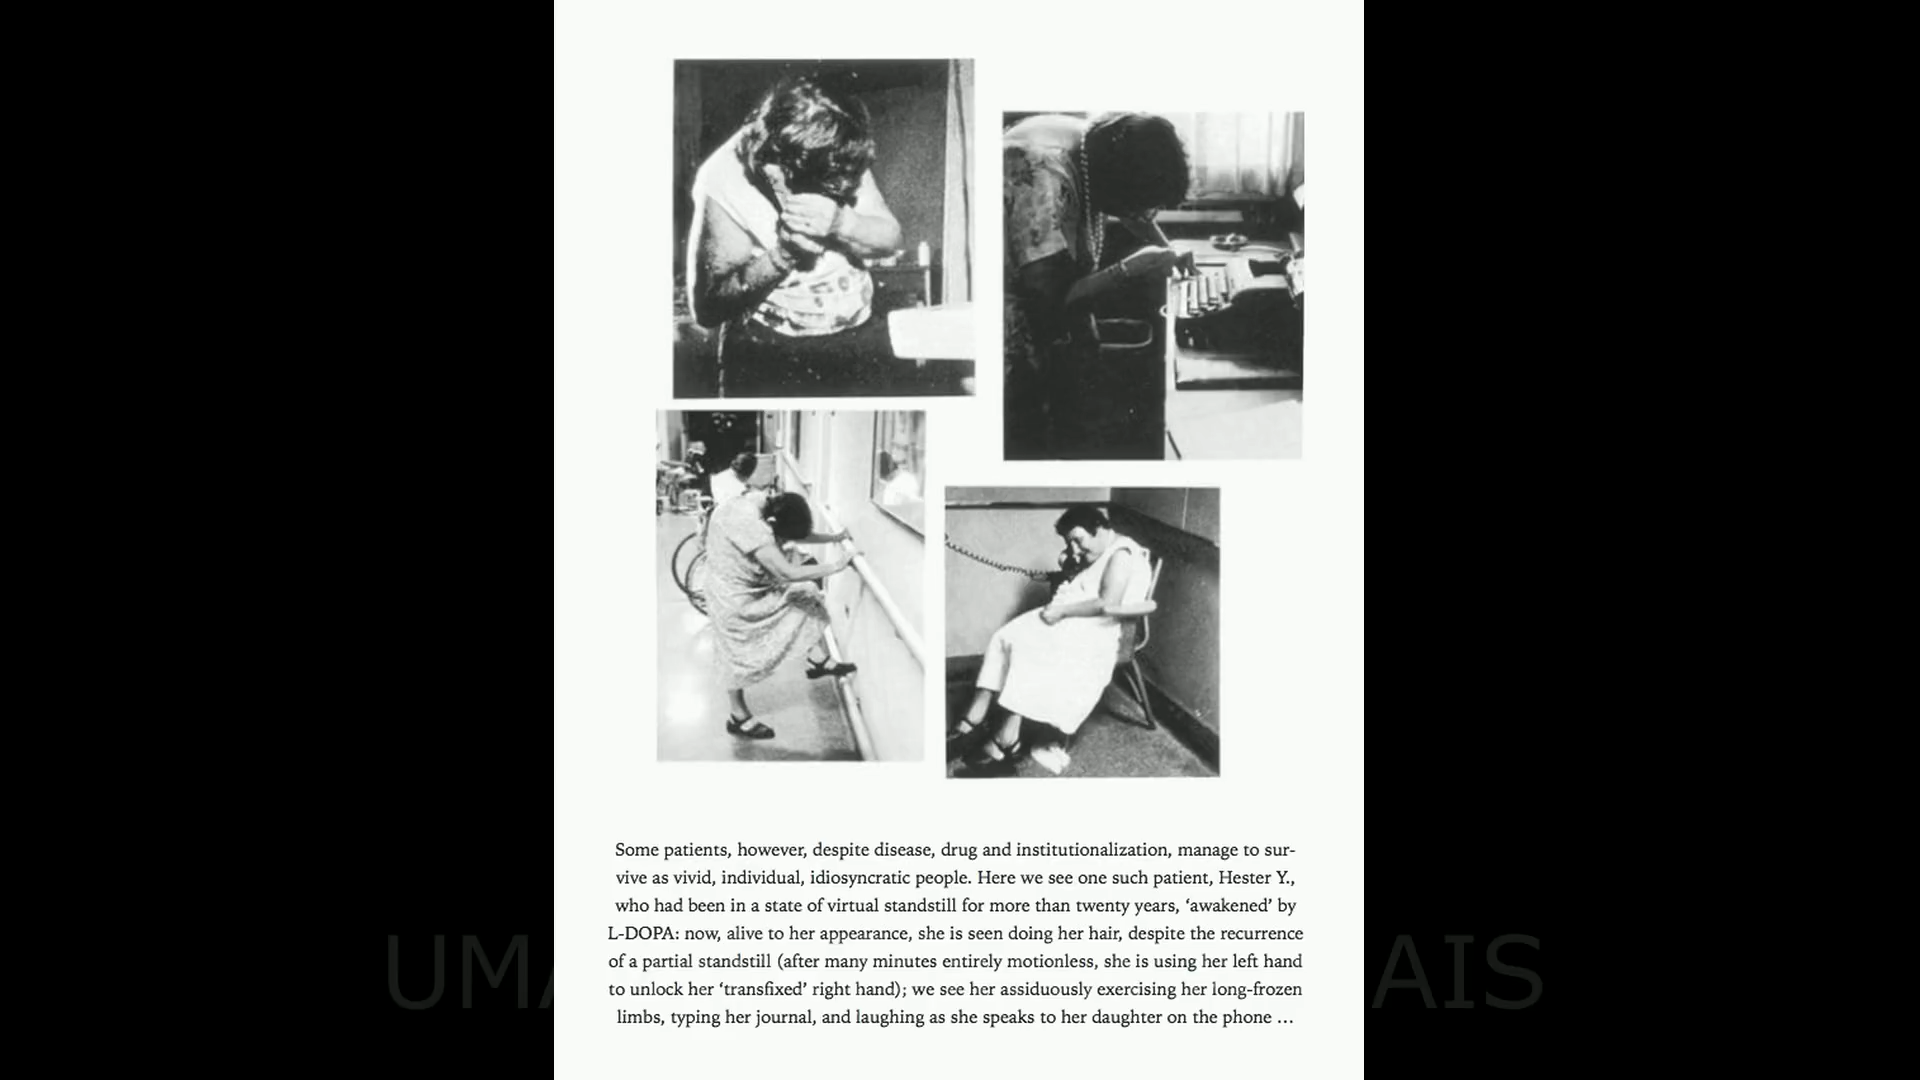 Some patients, however, despite disease, drug and institutionalization, manage to sur-
vive as vivid, individual, idiosyncratic people. Here we see one such patient, Hester Y.,
who had been in a state of virtual standstill for more than twenty years, ‘awakened’ by
L-DOPA: now, alive to her appearance, she is seen doing her hair, despite the recurrence
of a partial standstill (after many minutes entirely motionless, she is using her left hand
to unlock her ‘transfixed’ right hand); we see her assiduously exercising her long-frozen
limbs, typing her journal, and laughing as she speaks to her daughter on the phone …